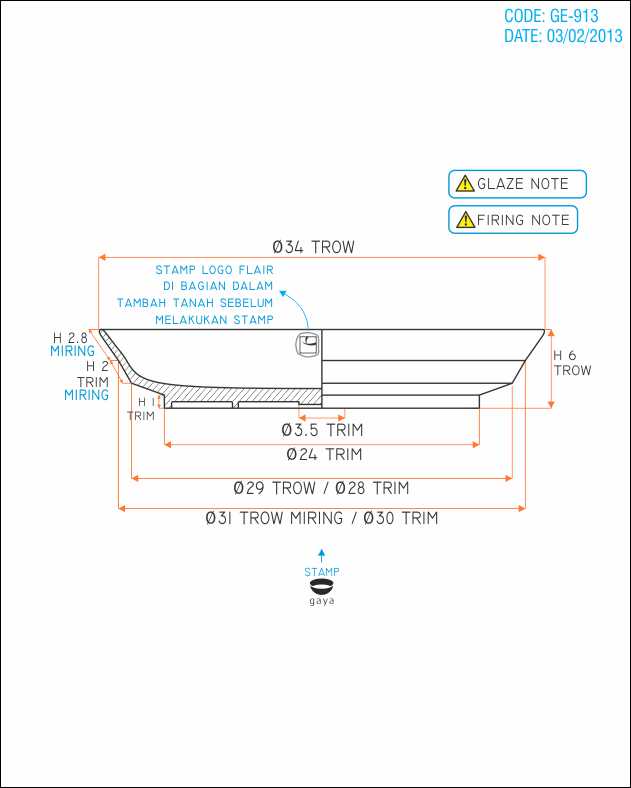 CODE: GE-913
DATE: 03/02/2013
GLAZE NOTE
FIRING NOTE
Ø34 TROW
STAMP LOGO FLAIR
DI BAGIAN DALAM
TAMBAH TANAH SEBELUM
MELAKUKAN STAMP
H 2.8
MIRING
H 2
TRIM
MIRING
H 1
TRIM
H 6
TROW
Ø3.5 TRIM
Ø24 TRIM
Ø29 TROW / Ø28 TRIM
Ø31 TROW MIRING / Ø30 TRIM
STAMP
gaya